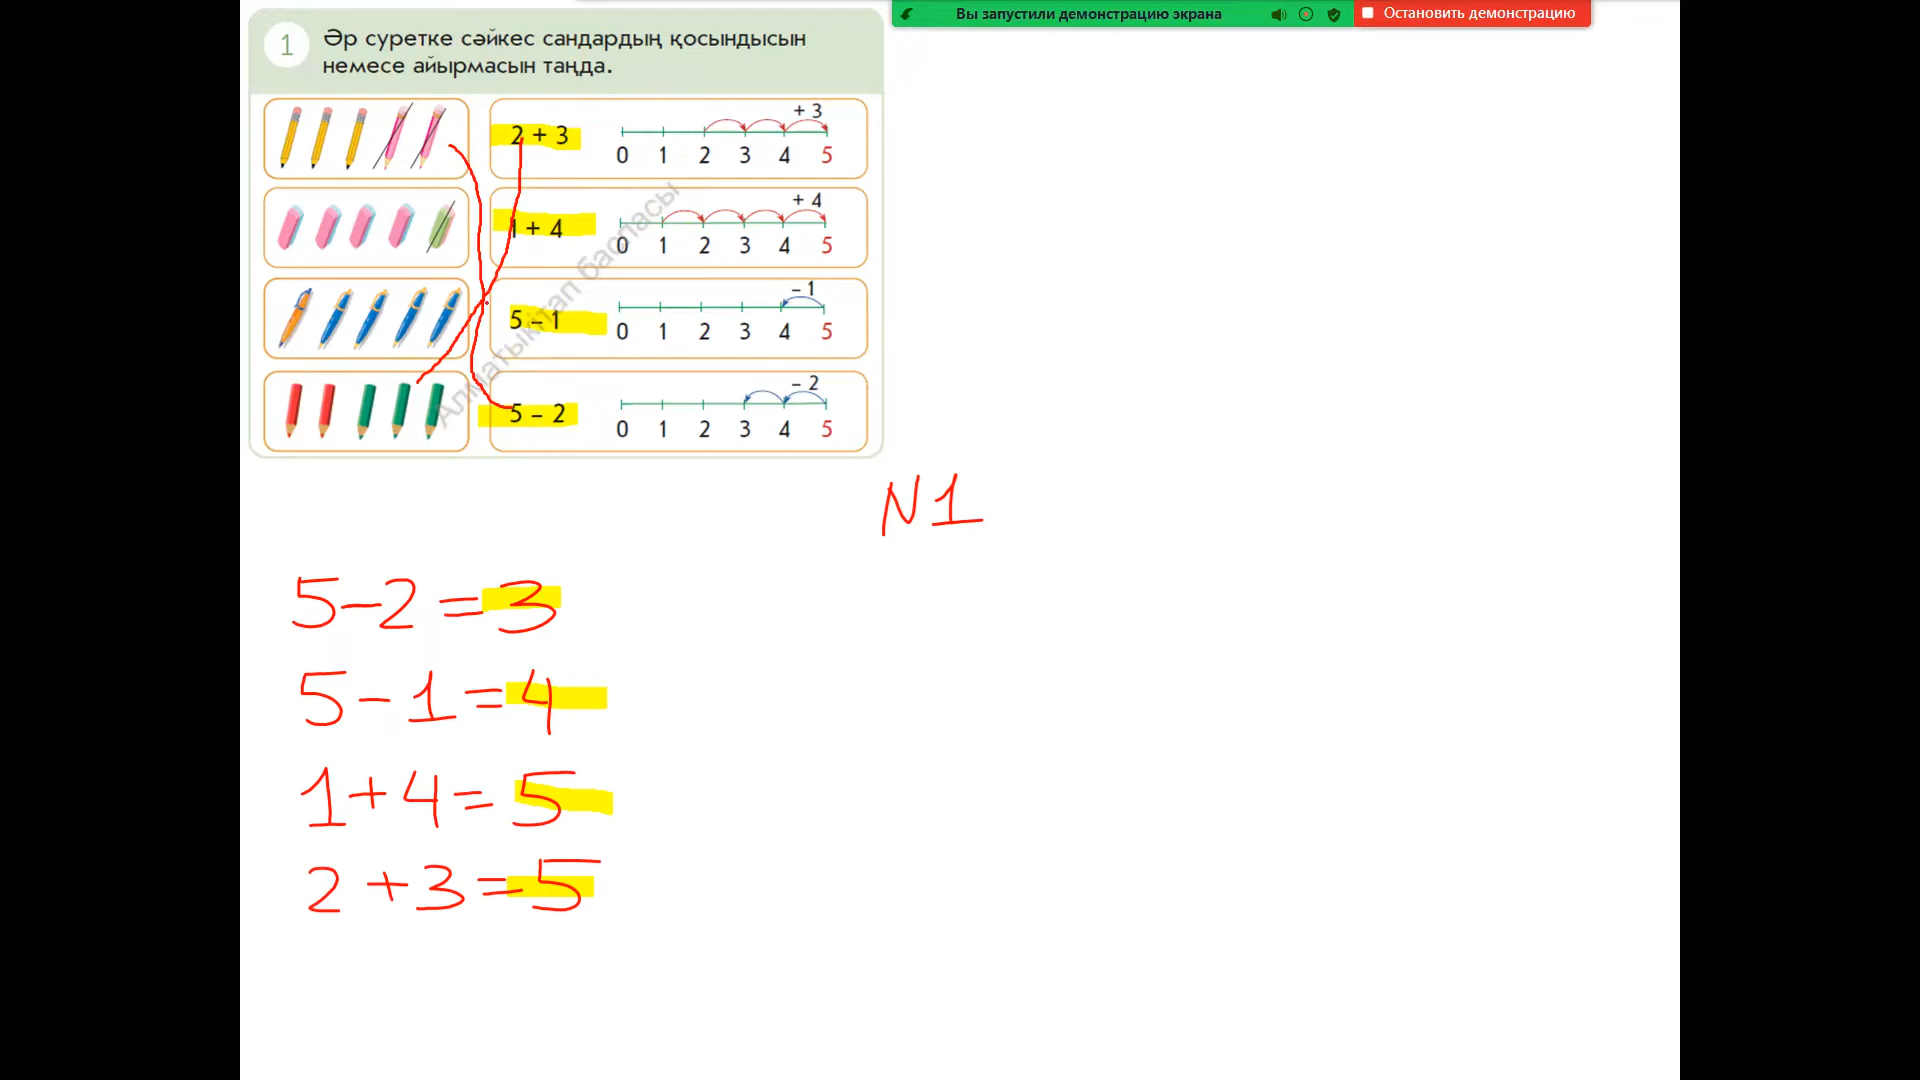 Вы запустили демонстрацию экрана
Остановить демонстрацию
1
Әр суретке сәйкес сандардың қосындысын
немесе айырмасын таңда.
2 + 3
+ 3
0 1 2 3 4 5
1 + 4
+ 4
0 1 2 3 4 5
5 – 1
– 1
0 1 2 3 4 5
5 – 2
– 2
0 1 2 3 4 5
Алматыкітап баспасы
N1
5-2=3
5-1=4
1+4=5
2+3=5